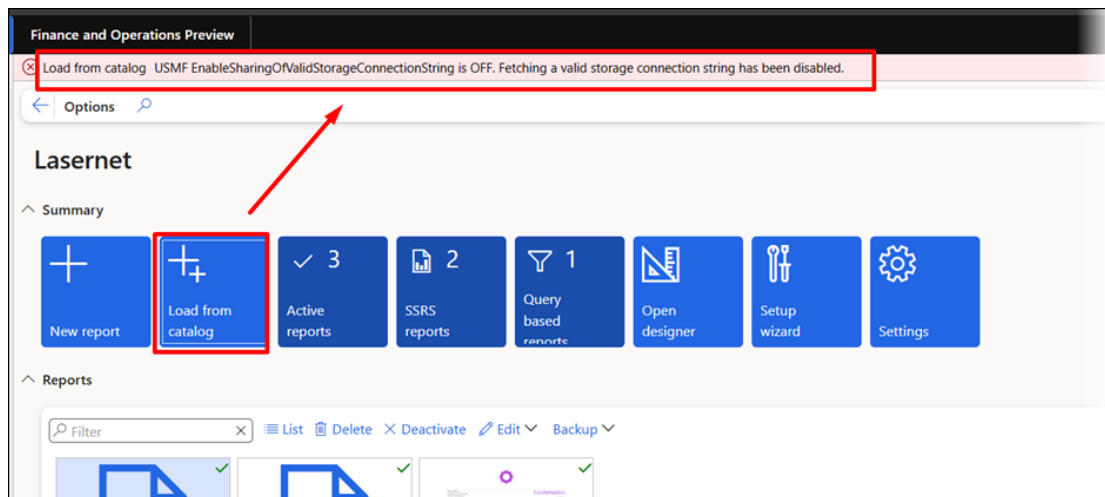 Finance and Operations Preview
Load from catalog USMF EnableSharingOfValidStorageConnectionString is OFF. Fetching a valid storage connection string has been disabled.
Options
Lasernet
Summary
New report
Load from
catalog
3
Active
reports
2
SSRS
reports
1
Query
based
reports
Open
designer
Setup
wizard
Settings
Reports
Filter
List Delete Deactivate Edit Backup
Confirmation